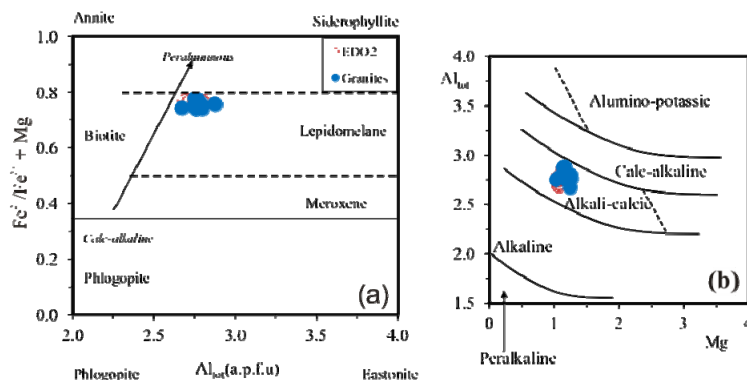 Annite
Siderophyllite
1.0
0.8
0.6
0.4
0.2
0.0
Fe²⁺/Fe²⁺ + Mg
Peraluminous
EDO2
Granites
Biotite
Lepidomelane
Meroxene
Calc-alkaline
Phlogopite
(a)
2.0 2.5 3.0 4.0
Al tot (a.p.f.u)
Phlogopite
Eastonite
4.0
Al tot
3.5
3.0
2.5
2.0
1.5
Alumino-potassic
Calc-alkaline
Alkali-calcic
Alkaline
(b)
0 1 2 3 4
Mg
Peralkaline